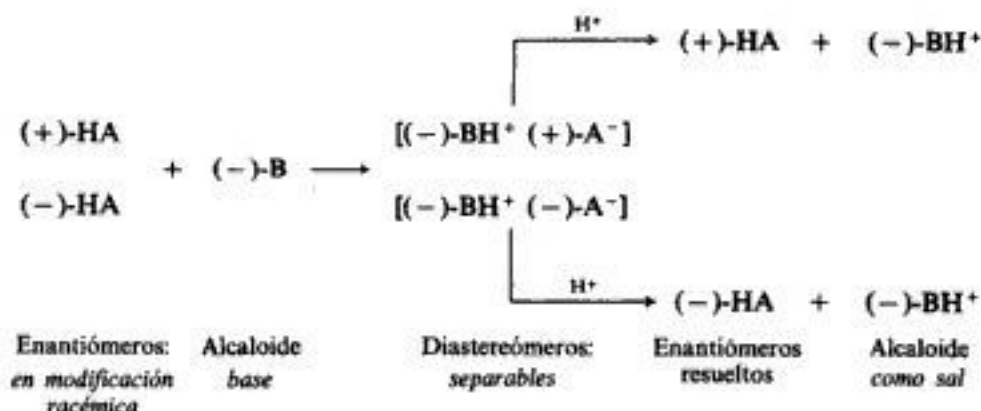 H⁺
(+)-HA + (−)-BH⁺
(+)-HA
[(−)-BH⁺ (+)-A⁻]
+ (−)-B ⟶
(−)-HA
[(−)-BH⁺ (−)-A⁻]
H⁺
(−)-HA + (−)-BH⁺
Enantiómeros: Alcaloide Diastereómeros: Enantiómeros Alcaloide
en modificación base separables resueltos como sal
racémica